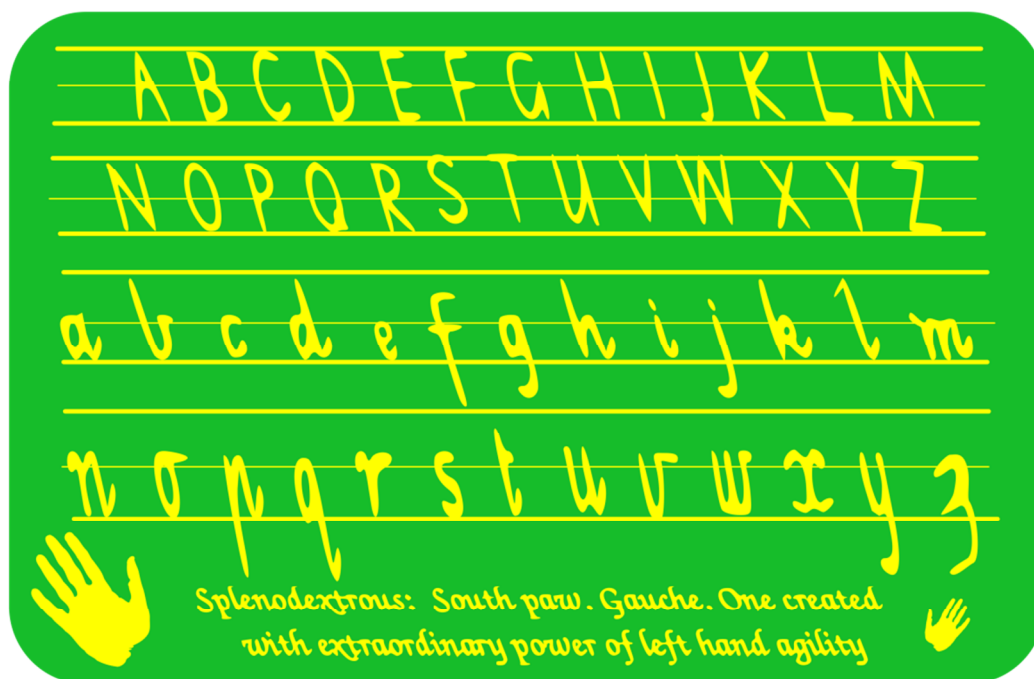 A B C D E F G H I J K L M
N O P Q R S T U V W X Y Z
a b c d e f g h i j k l m
n o p q r s t u v w x y z
Splenodextrous: South paw. Gauche. One created
with extraordinary power of left hand agility